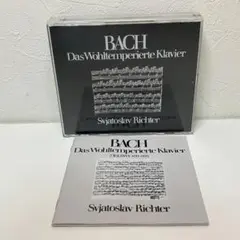 BACH
Das Wohltemperierte Klavier
Svjatoslav Richter
BACH
Das Wohltemperierte Klavier
Svjatoslav Richter